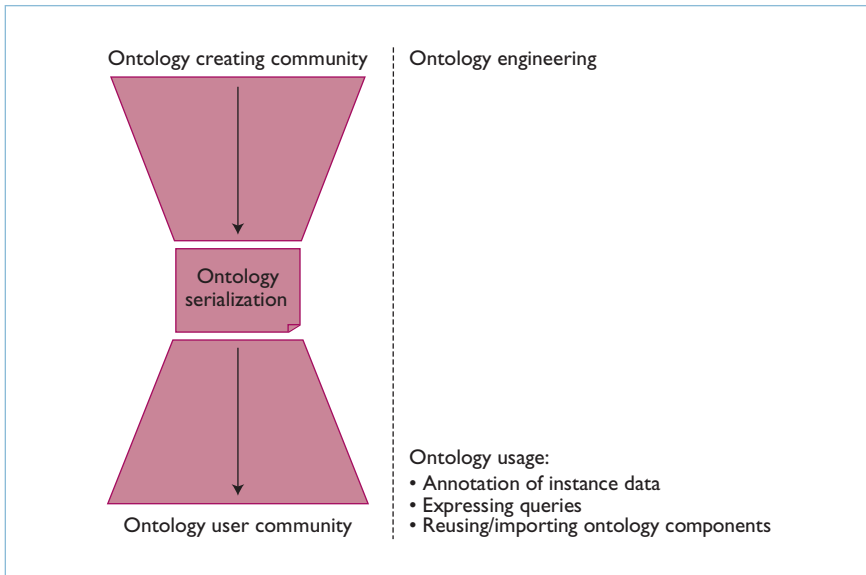 Ontology creating community
Ontology engineering
Ontology
serialization
Ontology usage:
• Annotation of instance data
• Expressing queries
• Reusing/importing ontology components
Ontology user community